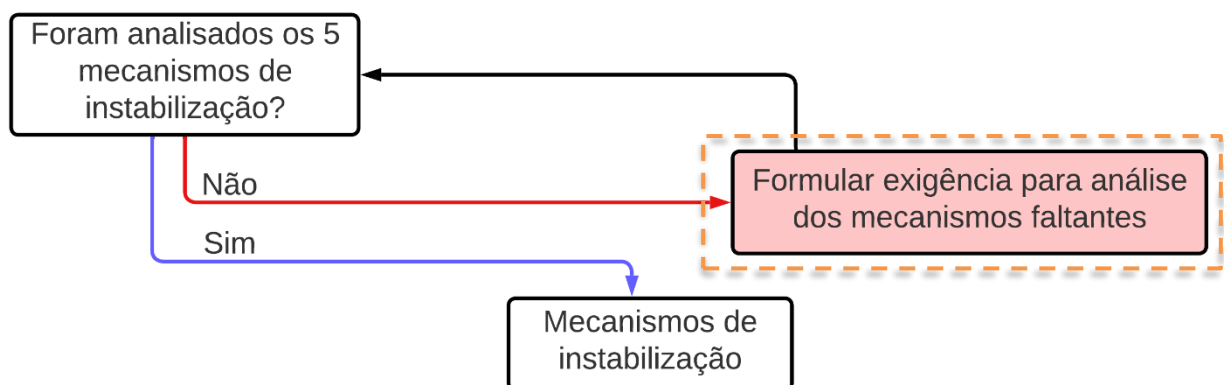 Foram analisados os 5
mecanismos de
instabilização?
Não
Formular exigência para análise
dos mecanismos faltantes
Sim
Mecanismos de
instabilização